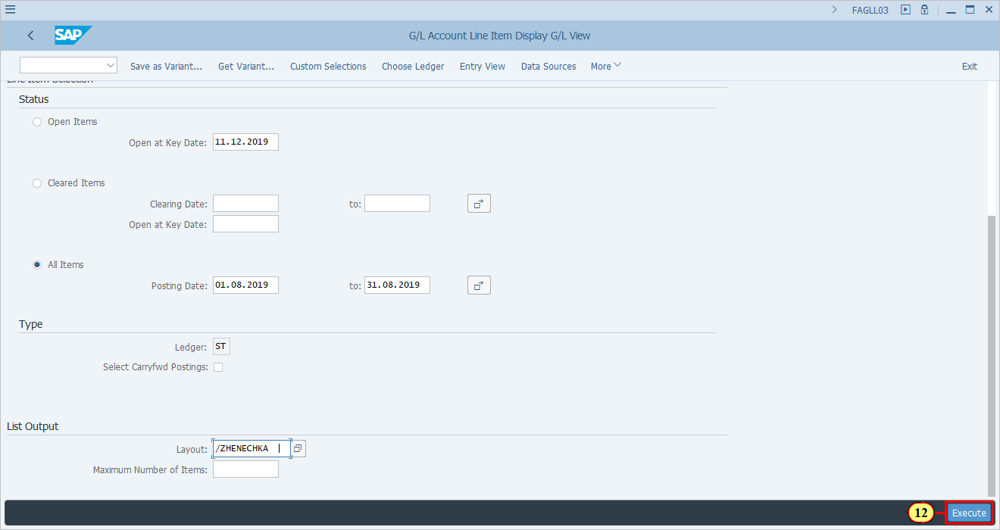 FAGLL03
SAP G/L Account Line Item Display G/L View
Save as Variant... Get Variant... Custom Selections Choose Ledger Entry View Data Sources More Exit
Line Item Selection
Status
Open Items
Open at Key Date: 11.12.2019
Cleared Items
Clearing Date: to:
Open at Key Date:
All Items
Posting Date: 01.08.2019 to: 31.08.2019
Type
Ledger: ST
Select Carryfwd Postings:
List Output
Layout: /ZHENECHKA
Maximum Number of Items:
12 Execute